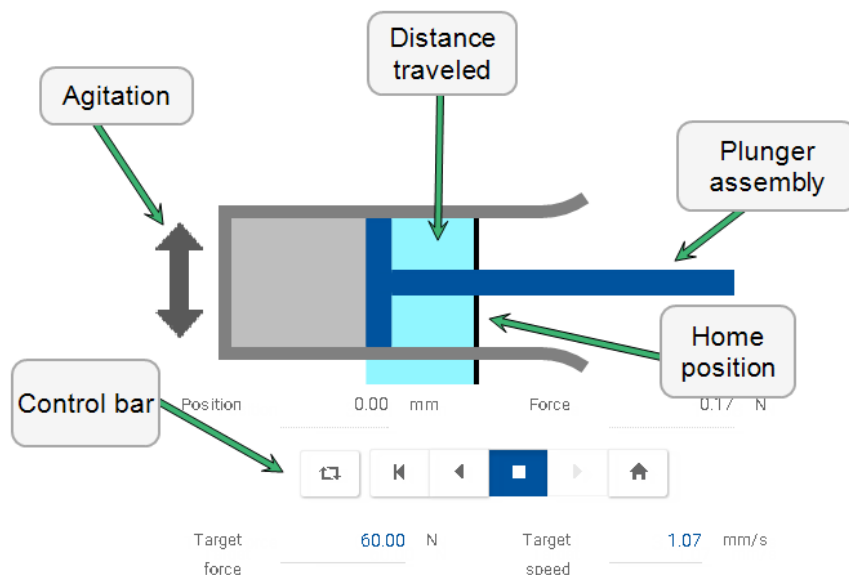 Distance
traveled
Agitation
Plunger
assembly
Home
position
Control bar
Position 0.00 mm Force 0.17 N
Target 60.00 N Target 1.07 mm/s
force speed